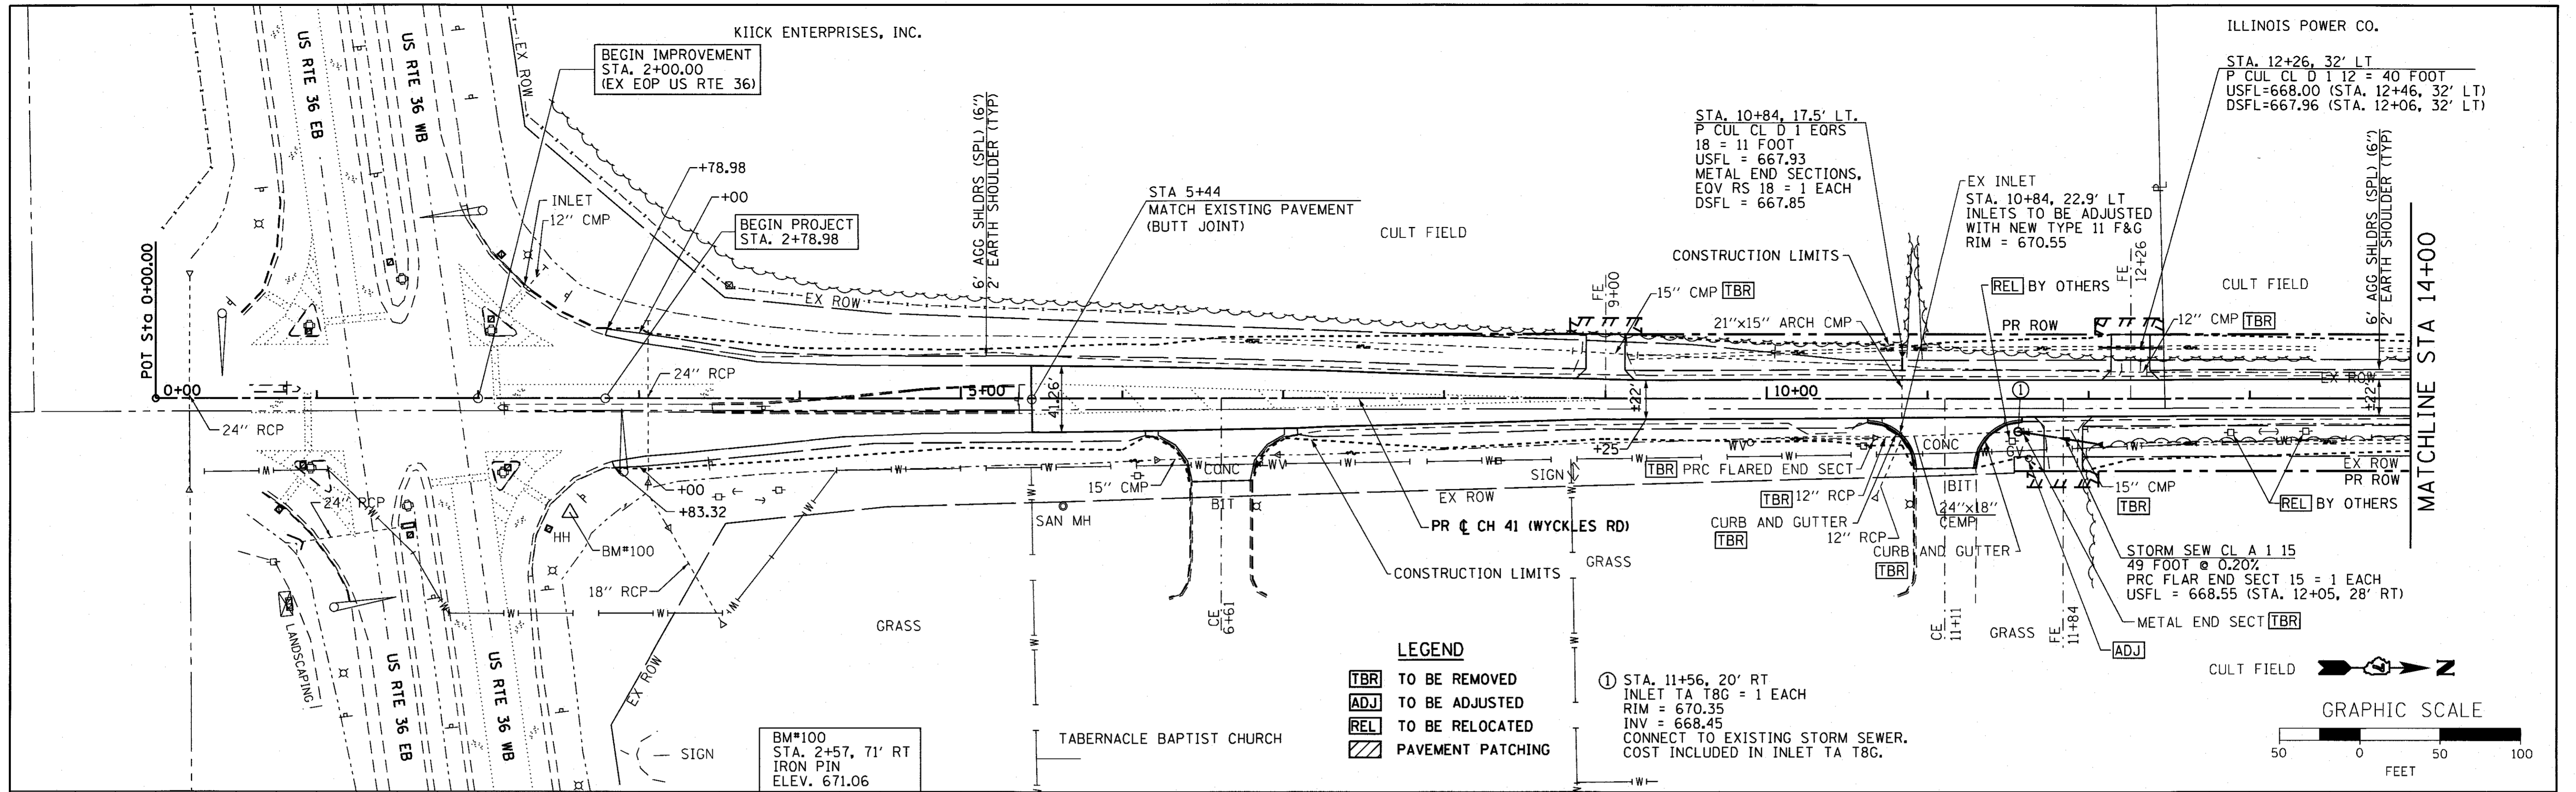 KIICK ENTERPRISES, INC.
ILLINOIS POWER CO.
US RTE 36 EB
US RTE 36 WB
EX ROW
BEGIN IMPROVEMENT
STA. 2+00.00
(EX EOP US RTE 36)
STA. 12+26, 32' LT
P CUL CL D 1 12 = 40 FOOT
USFL=668.00 (STA. 12+46, 32' LT)
DSFL=667.96 (STA. 12+06, 32' LT)
6' AGG SHLDRS (SPL) (6")
2' EARTH SHOULDER (TYP)
STA. 10+84, 17.5' LT.
P CUL CL D 1 EQRS
18 = 11 FOOT
USFL = 667.93
METAL END SECTIONS,
EQV RS 18 = 1 EACH
DSFL = 667.85
6' AGG SHLDRS (SPL) (6")
2' EARTH SHOULDER (TYP)
+78.98
+00
INLET
12" CMP
BEGIN PROJECT
STA. 2+78.98
STA 5+44
MATCH EXISTING PAVEMENT
(BUTT JOINT)
CULT FIELD
EX INLET
STA. 10+84, 22.9' LT
INLETS TO BE ADJUSTED
WITH NEW TYPE 11 F&G
RIM = 670.55
PL
CONSTRUCTION LIMITS
FE
9+00
15" CMP TBR
21"x15" ARCH CMP
REL BY OTHERS
FE
12+26
CULT FIELD
PR ROW
12" CMP TBR
EX ROW
POT Sta 0+00.00
0+00
24" RCP
24" RCP
5+00
41.26'
±22'
10+00
1
EX ROW
±22'
MATCHLINE STA 14+00
+25
WV
CONC
GV
EX ROW
PR ROW
24" RCP
+00
+83.32
HH
BM#100
18" RCP
15" CMP
CONC
WV
BIT
SAN MH
EX ROW
SIGN
TBR PRC FLARED END SECT
TBR 12" RCP
CURB AND GUTTER
TBR
12" RCP
BIT
24"x18"
CEMP
CURB AND GUTTER
TBR
15" CMP
TBR
REL BY OTHERS
PR ℄ CH 41 (WYCKLES RD)
CONSTRUCTION LIMITS
GRASS
STORM SEW CL A 1 15
49 FOOT @ 0.20%
PRC FLAR END SECT 15 = 1 EACH
USFL = 668.55 (STA. 12+05, 28' RT)
METAL END SECT TBR
ADJ
LANDSCAPING
US RTE 36 EB
US RTE 36 WB
EX ROW
GRASS
CE
6+61
CE
11+11
GRASS
FE
11+84
CULT FIELD
N
SIGN
BM#100
STA. 2+57, 71' RT
IRON PIN
ELEV. 671.06
TABERNACLE BAPTIST CHURCH
LEGEND
TBR TO BE REMOVED
ADJ TO BE ADJUSTED
REL TO BE RELOCATED
PAVEMENT PATCHING
1 STA. 11+56, 20' RT
INLET TA T8G = 1 EACH
RIM = 670.35
INV = 668.45
CONNECT TO EXISTING STORM SEWER.
COST INCLUDED IN INLET TA T8G.
GRAPHIC SCALE
50 0 50 100
FEET